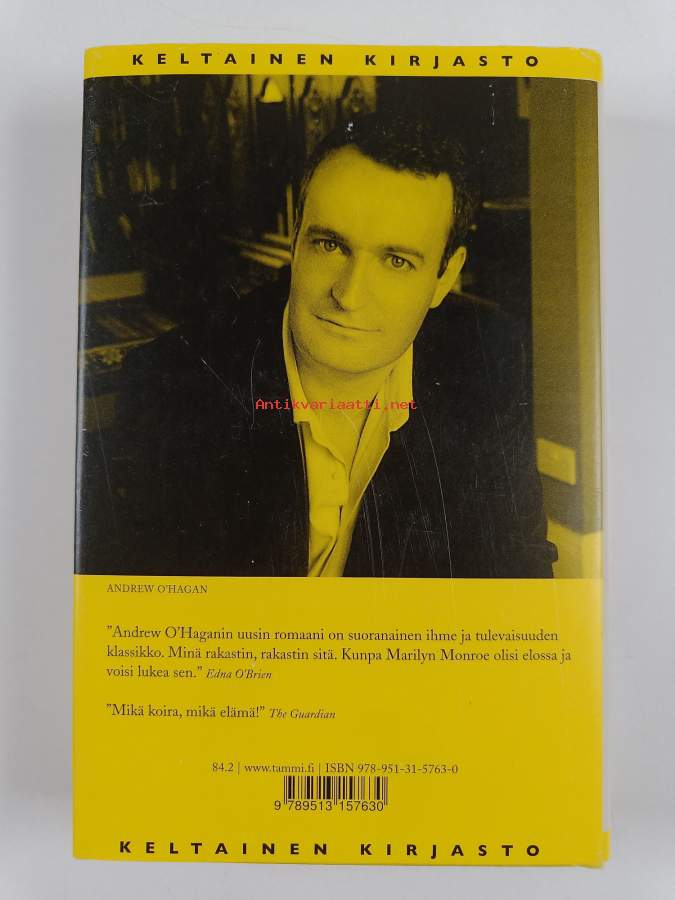 KELTAINEN KIRJASTO
Antikvariaatti.net
ANDREW O'HAGAN
"Andrew O'Haganin uusin romaani on suoranainen ihme ja tulevaisuuden
klassikko. Minä rakastin, rakastin sitä. Kunpa Marilyn Monroe olisi elossa ja
voisi lukea sen." Edna O'Brien
"Mikä koira, mikä elämä!" The Guardian
84.2 | www.tammi.fi | ISBN 978-951-31-5763-0
9 789513 157630
KELTAINEN KIRJASTO